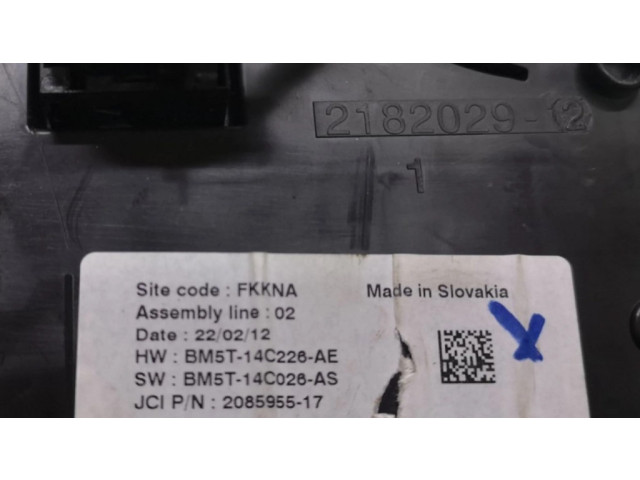 2182029-2
1
Site code : FKKNA
Made in Slovakia
Assembly line : 02
Date : 22/02/12
HW : BM5T-14C226-AE
SW : BM5T-14C026-AS
JCI P/N : 2085955-17